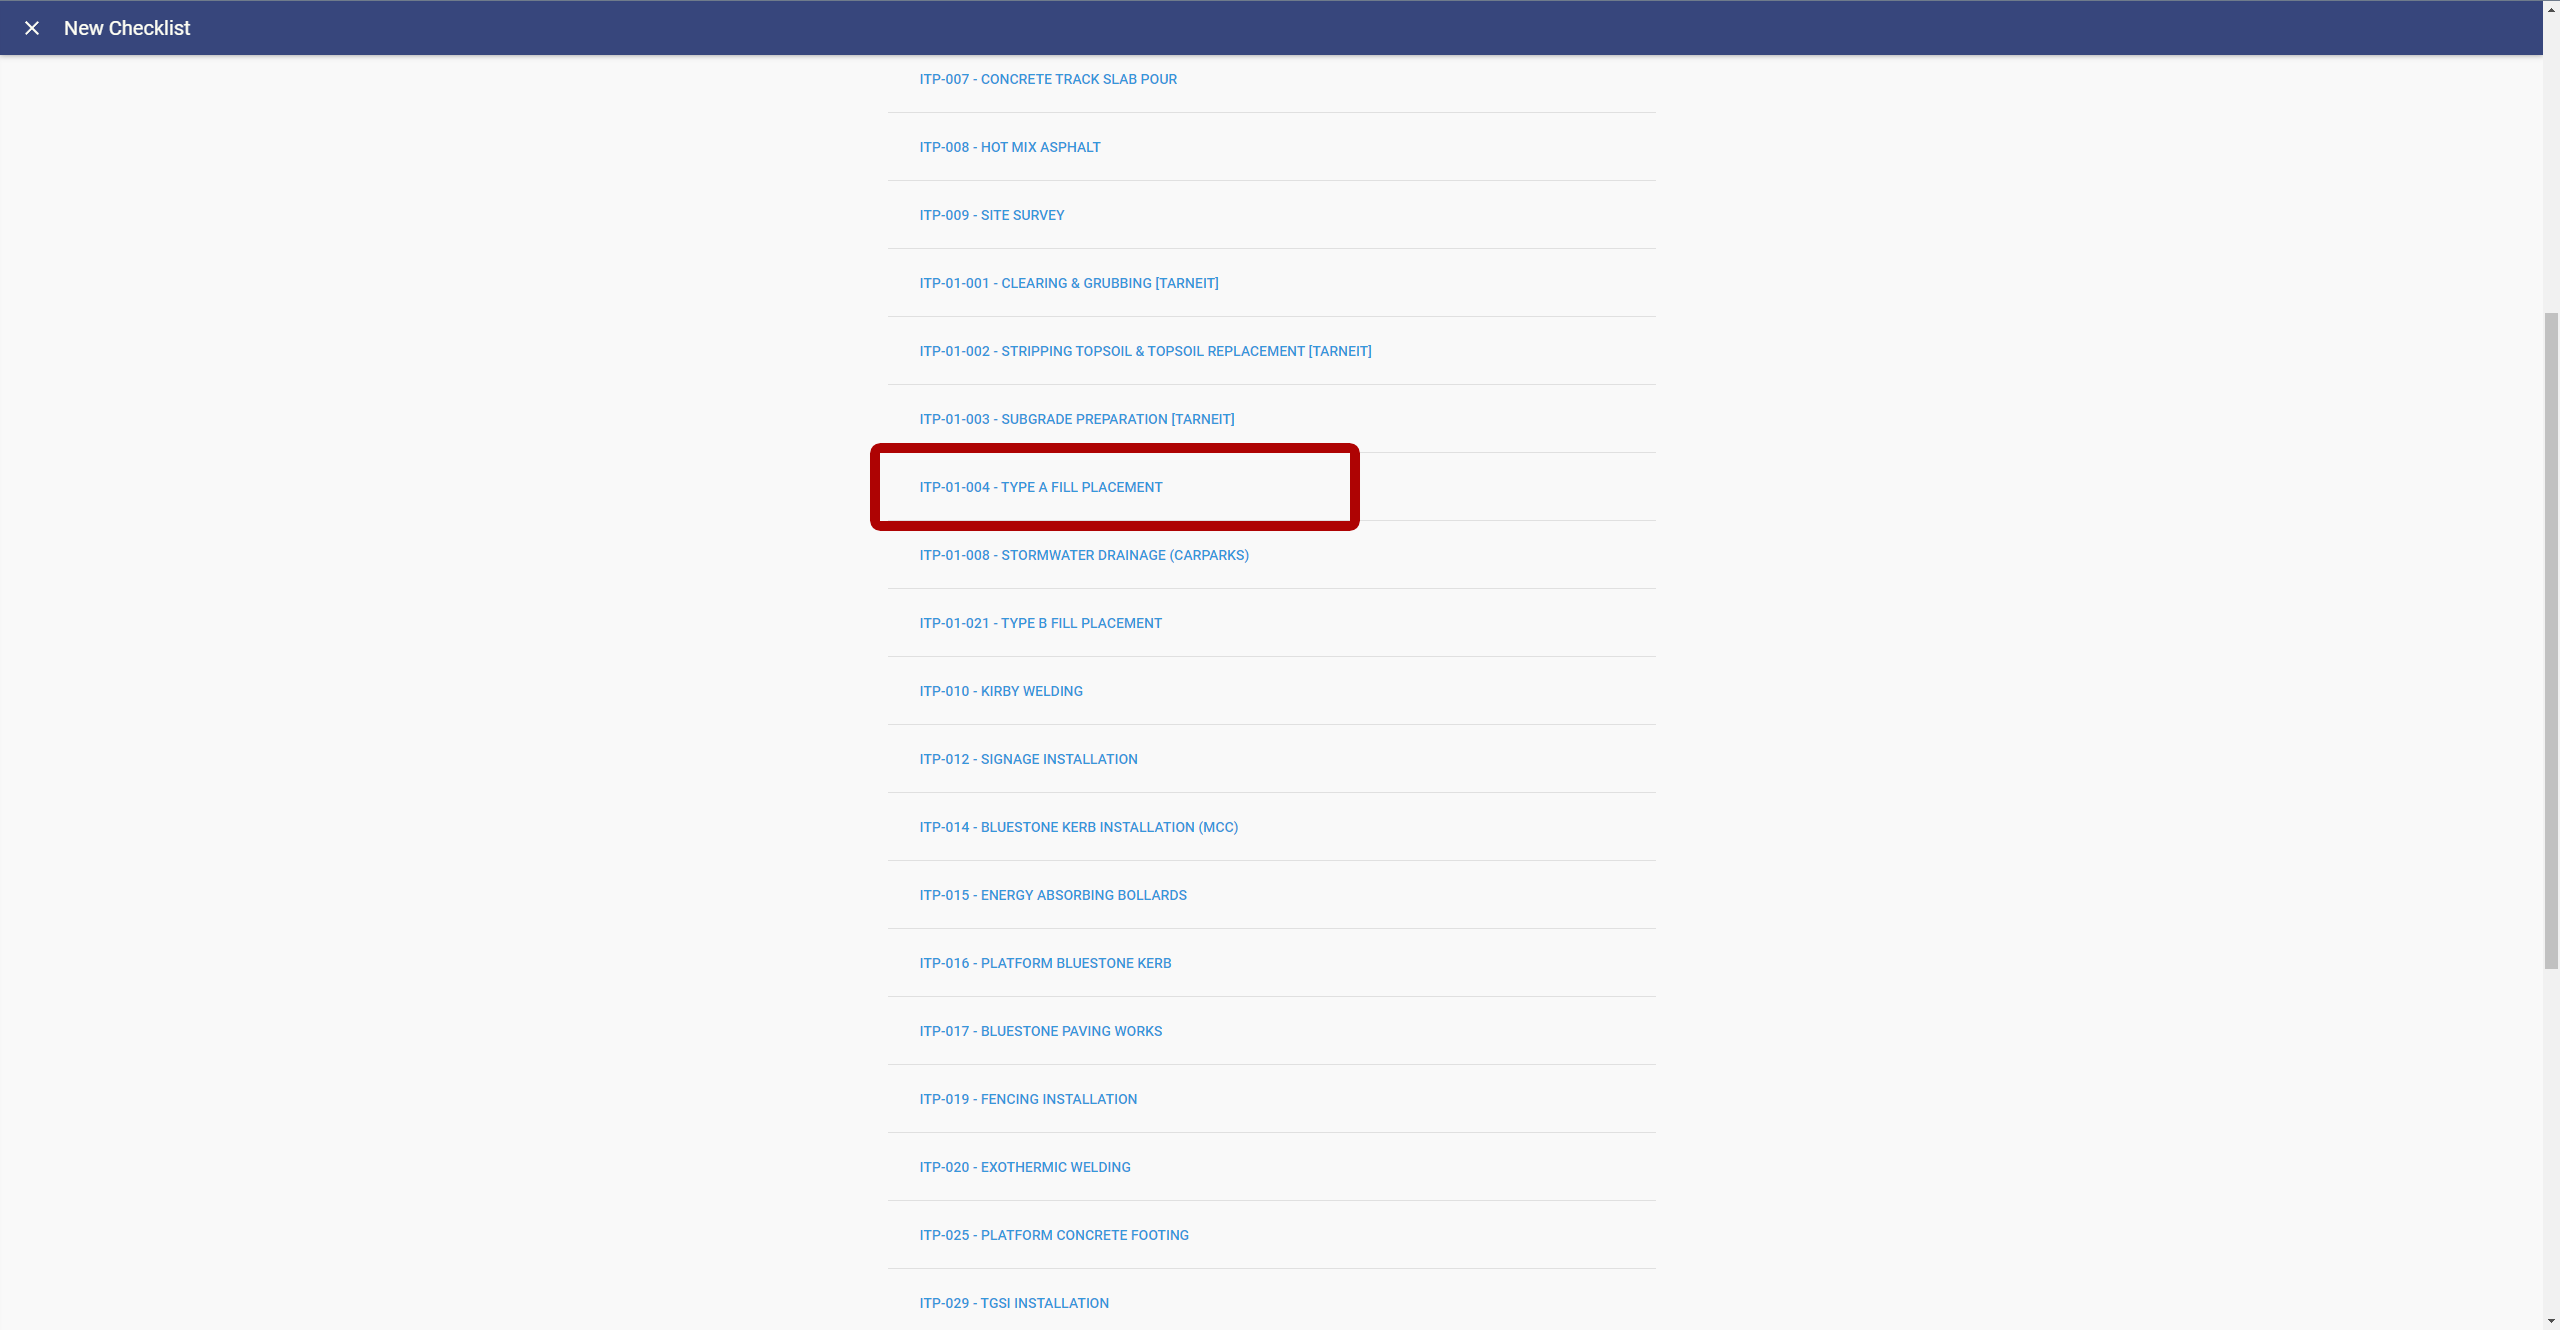 New Checklist
ITP-007 - CONCRETE TRACK SLAB POUR
ITP-008 - HOT MIX ASPHALT
ITP-009 - SITE SURVEY
ITP-01-001 - CLEARING & GRUBBING [TARNEIT]
ITP-01-002 - STRIPPING TOPSOIL & TOPSOIL REPLACEMENT [TARNEIT]
ITP-01-003 - SUBGRADE PREPARATION [TARNEIT]
ITP-01-004 - TYPE A FILL PLACEMENT
ITP-01-008 - STORMWATER DRAINAGE (CARPARKS)
ITP-01-021 - TYPE B FILL PLACEMENT
ITP-010 - KIRBY WELDING
ITP-012 - SIGNAGE INSTALLATION
ITP-014 - BLUESTONE KERB INSTALLATION (MCC)
ITP-015 - ENERGY ABSORBING BOLLARDS
ITP-016 - PLATFORM BLUESTONE KERB
ITP-017 - BLUESTONE PAVING WORKS
ITP-019 - FENCING INSTALLATION
ITP-020 - EXOTHERMIC WELDING
ITP-025 - PLATFORM CONCRETE FOOTING
ITP-029 - TGSI INSTALLATION